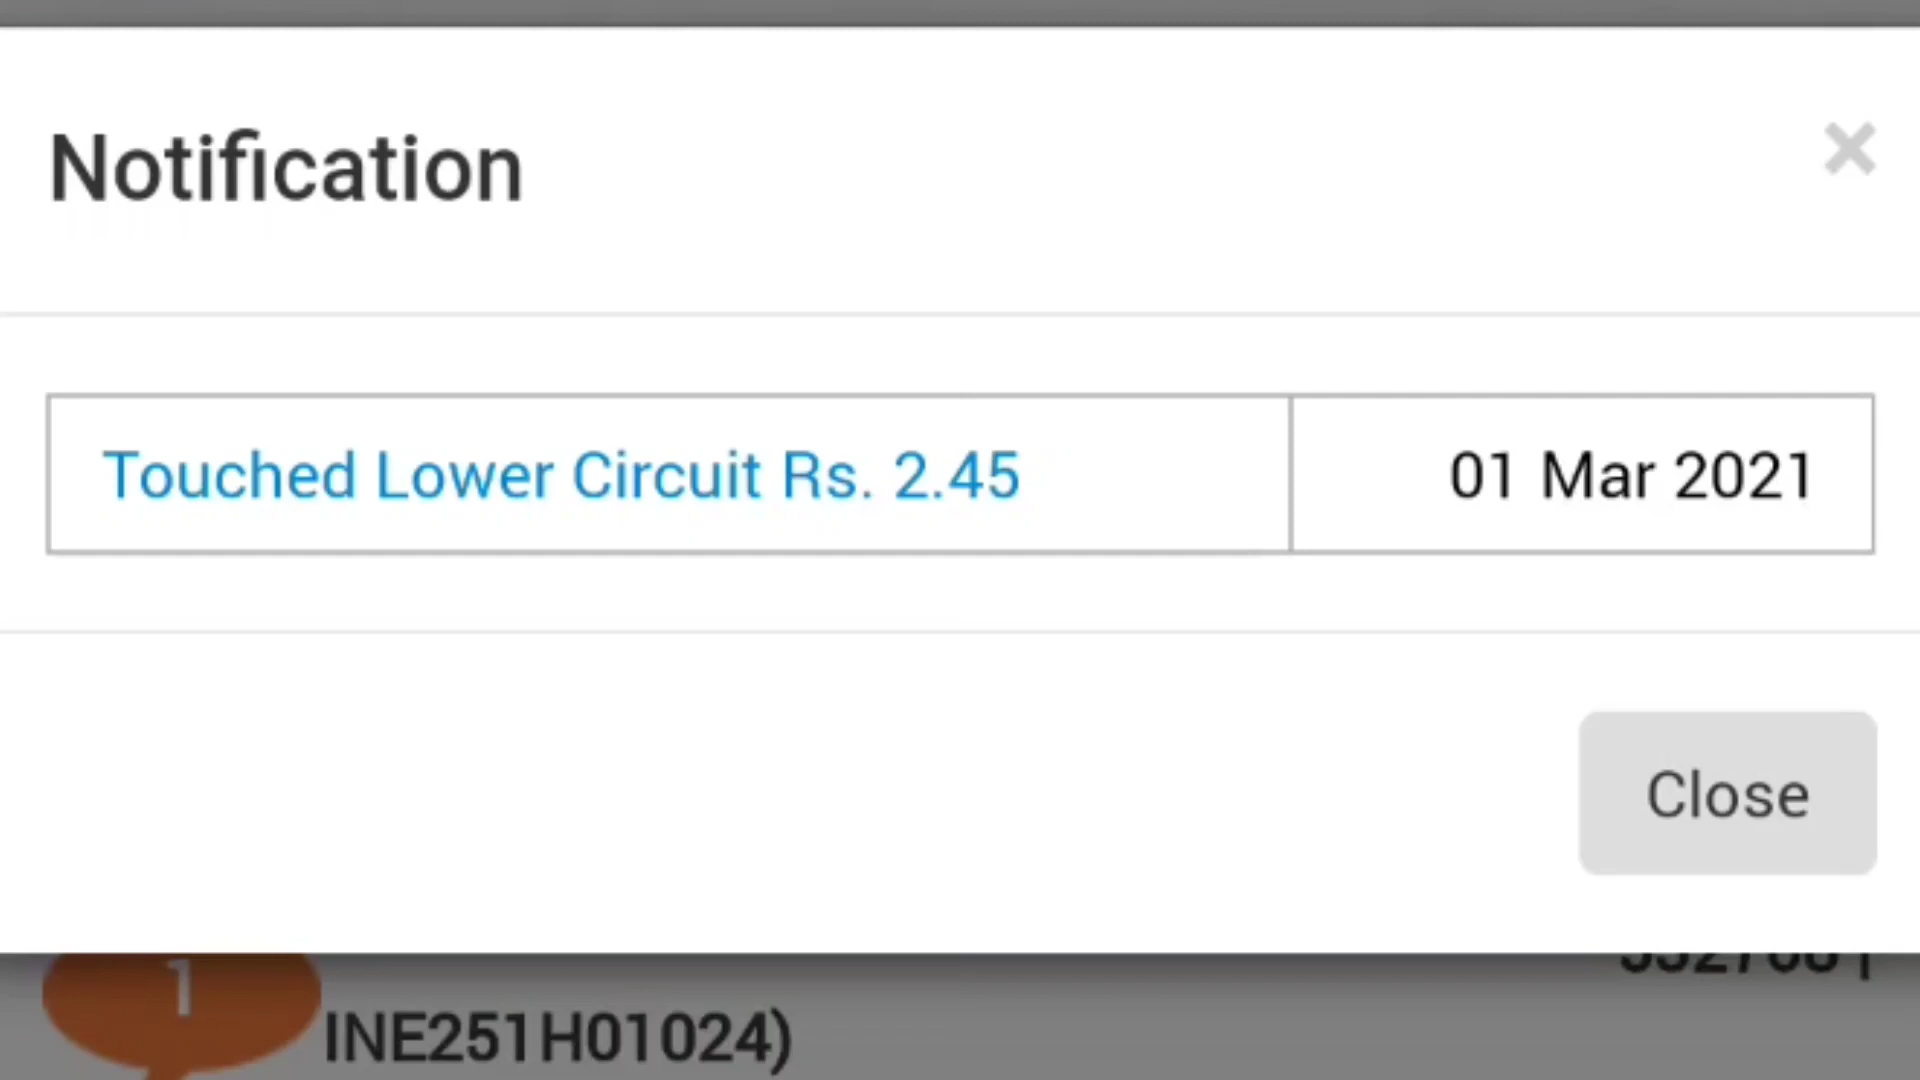 Notification
×
Touched Lower Circuit Rs. 2.45 01 Mar 2021
Close
1
INE251H01024)